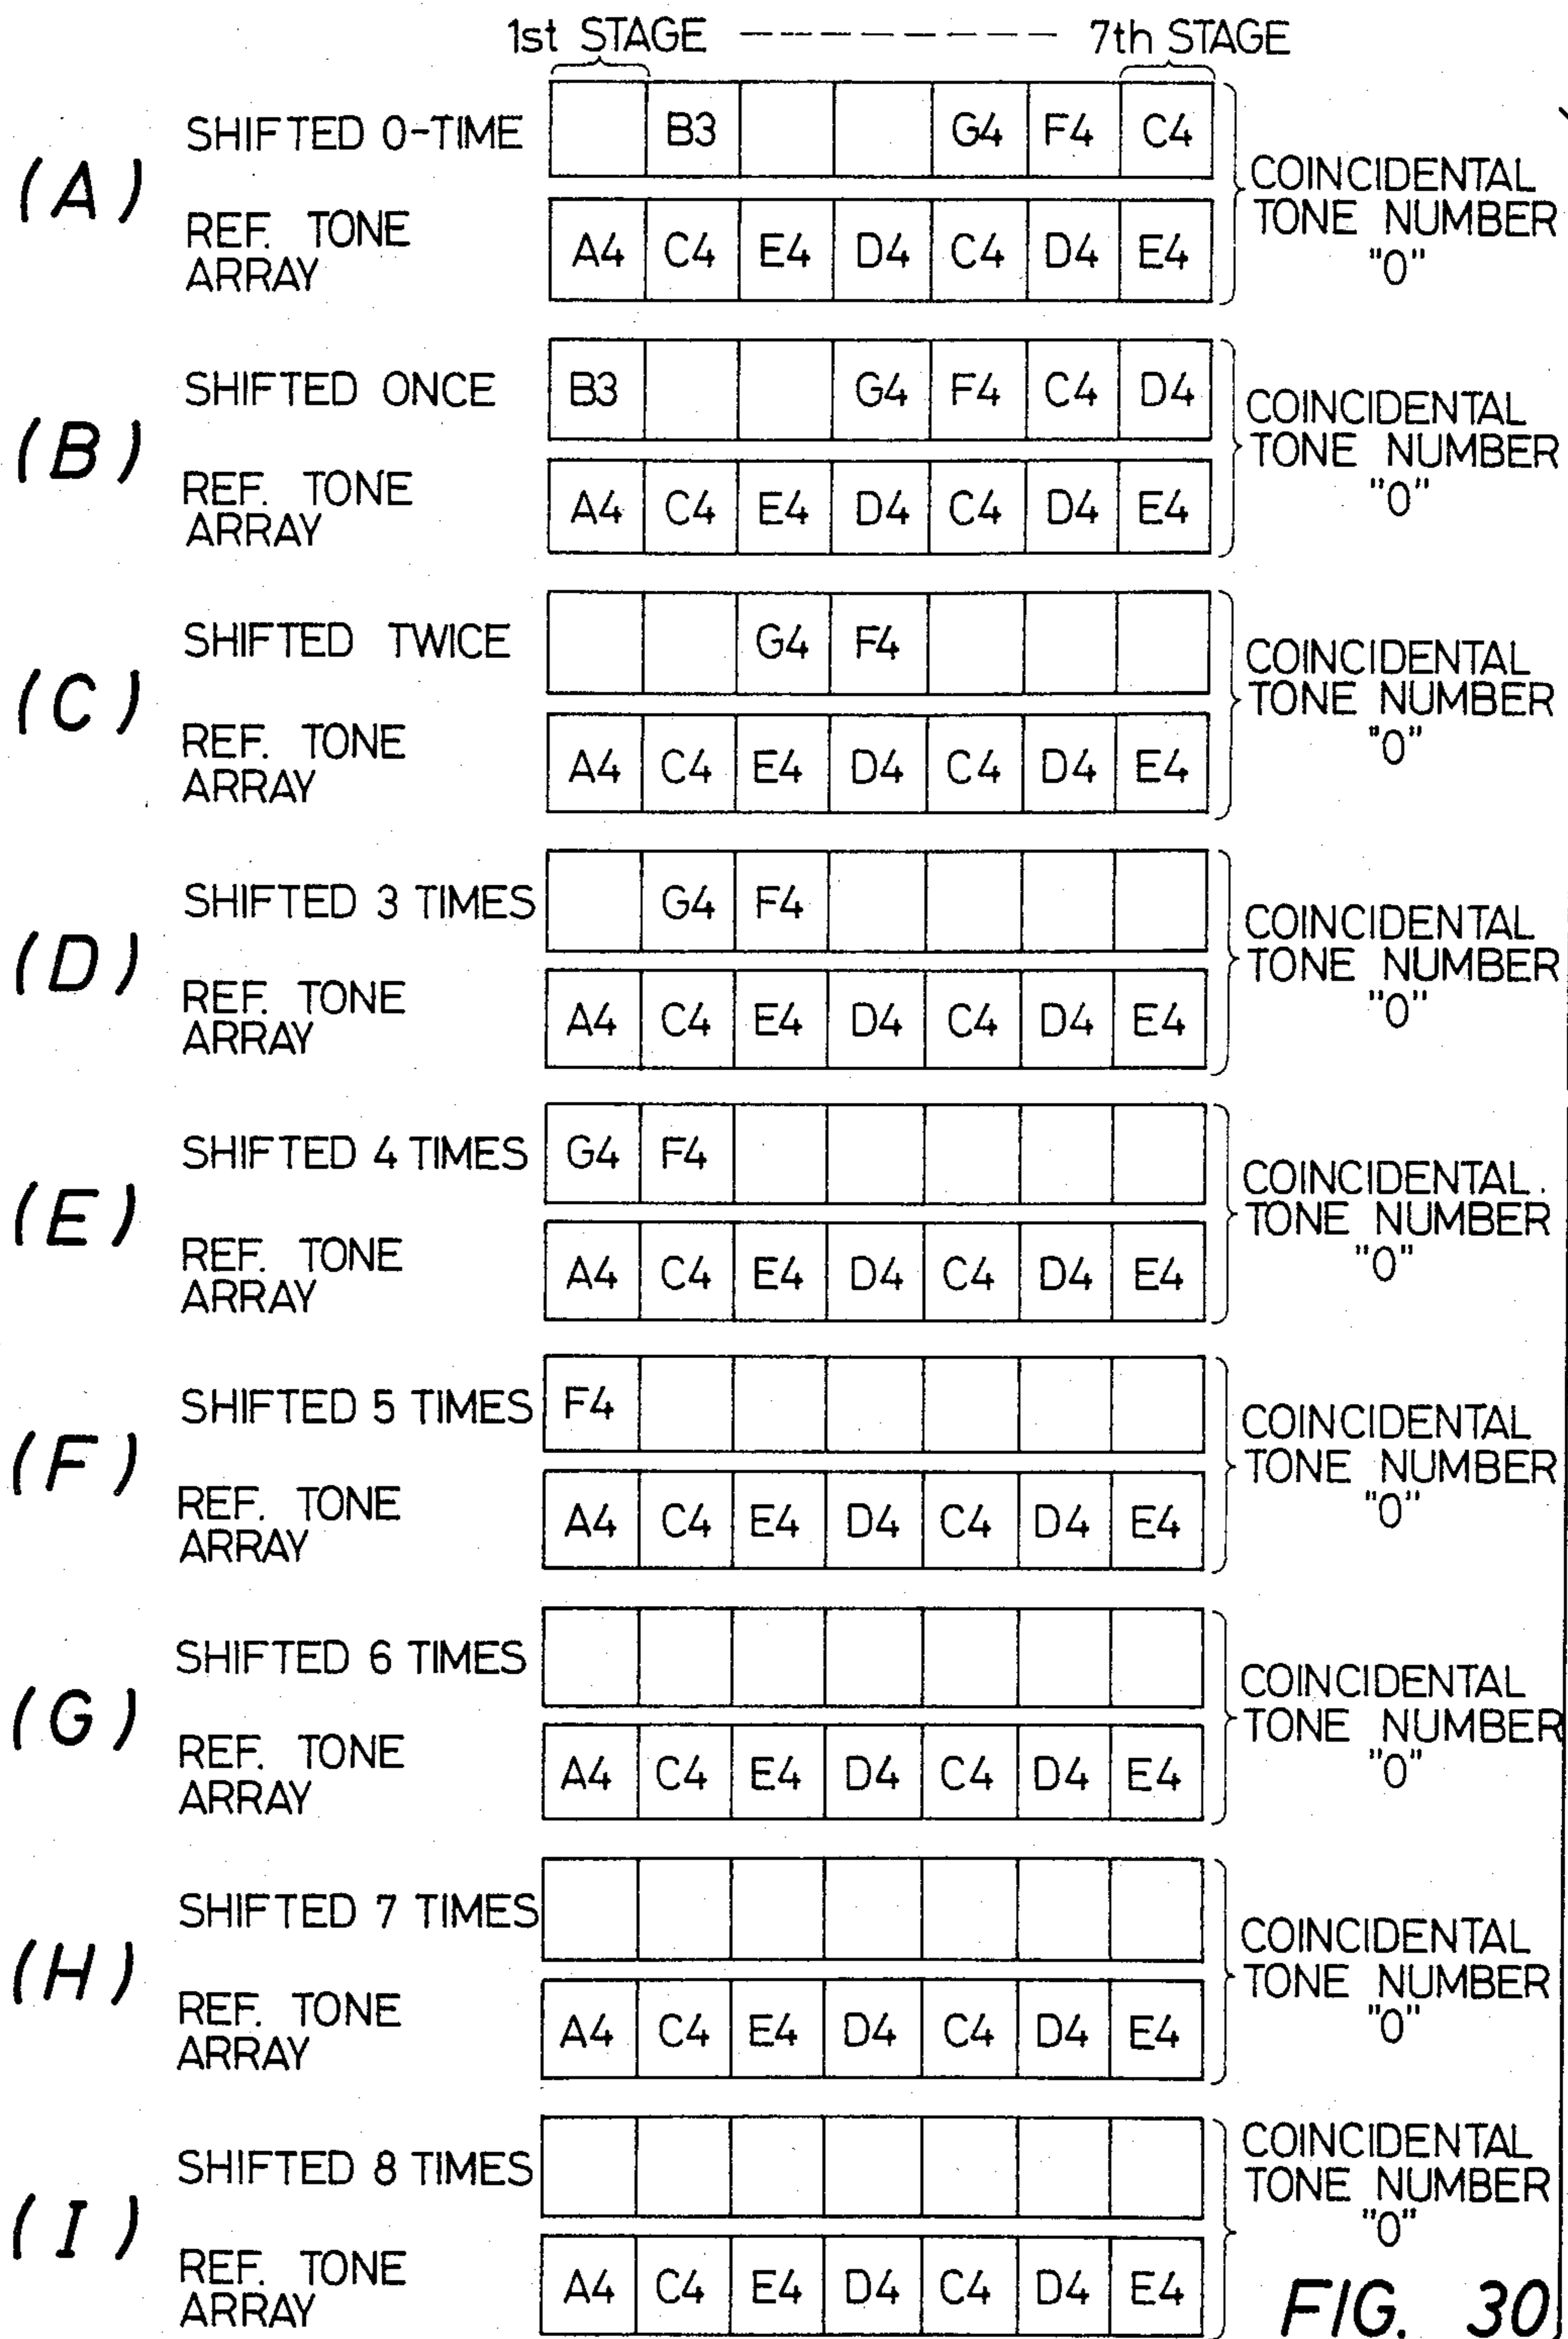 1st STAGE ---------- 7th STAGE
(A)
SHIFTED 0-TIME
B3 G4 F4 C4
REF. TONE
ARRAY
A4 C4 E4 D4 C4 D4 E4
COINCIDENTAL
TONE NUMBER
"0"
(B)
SHIFTED ONCE
B3 G4 F4 C4 D4
REF. TONE
ARRAY
A4 C4 E4 D4 C4 D4 E4
COINCIDENTAL
TONE NUMBER
"0"
(C)
SHIFTED TWICE
G4 F4
REF. TONE
ARRAY
A4 C4 E4 D4 C4 D4 E4
COINCIDENTAL
TONE NUMBER
"0"
(D)
SHIFTED 3 TIMES
G4 F4
REF. TONE
ARRAY
A4 C4 E4 D4 C4 D4 E4
COINCIDENTAL
TONE NUMBER
"0"
(E)
SHIFTED 4 TIMES
G4 F4
REF. TONE
ARRAY
A4 C4 E4 D4 C4 D4 E4
COINCIDENTAL
TONE NUMBER
"0"
(F)
SHIFTED 5 TIMES
F4
REF. TONE
ARRAY
A4 C4 E4 D4 C4 D4 E4
COINCIDENTAL
TONE NUMBER
"0"
(G)
SHIFTED 6 TIMES
REF. TONE
ARRAY
A4 C4 E4 D4 C4 D4 E4
COINCIDENTAL
TONE NUMBER
"0"
(H)
SHIFTED 7 TIMES
REF. TONE
ARRAY
A4 C4 E4 D4 C4 D4 E4
COINCIDENTAL
TONE NUMBER
"0"
(I)
SHIFTED 8 TIMES
REF. TONE
ARRAY
A4 C4 E4 D4 C4 D4 E4
COINCIDENTAL
TONE NUMBER
"0"
FIG. 30